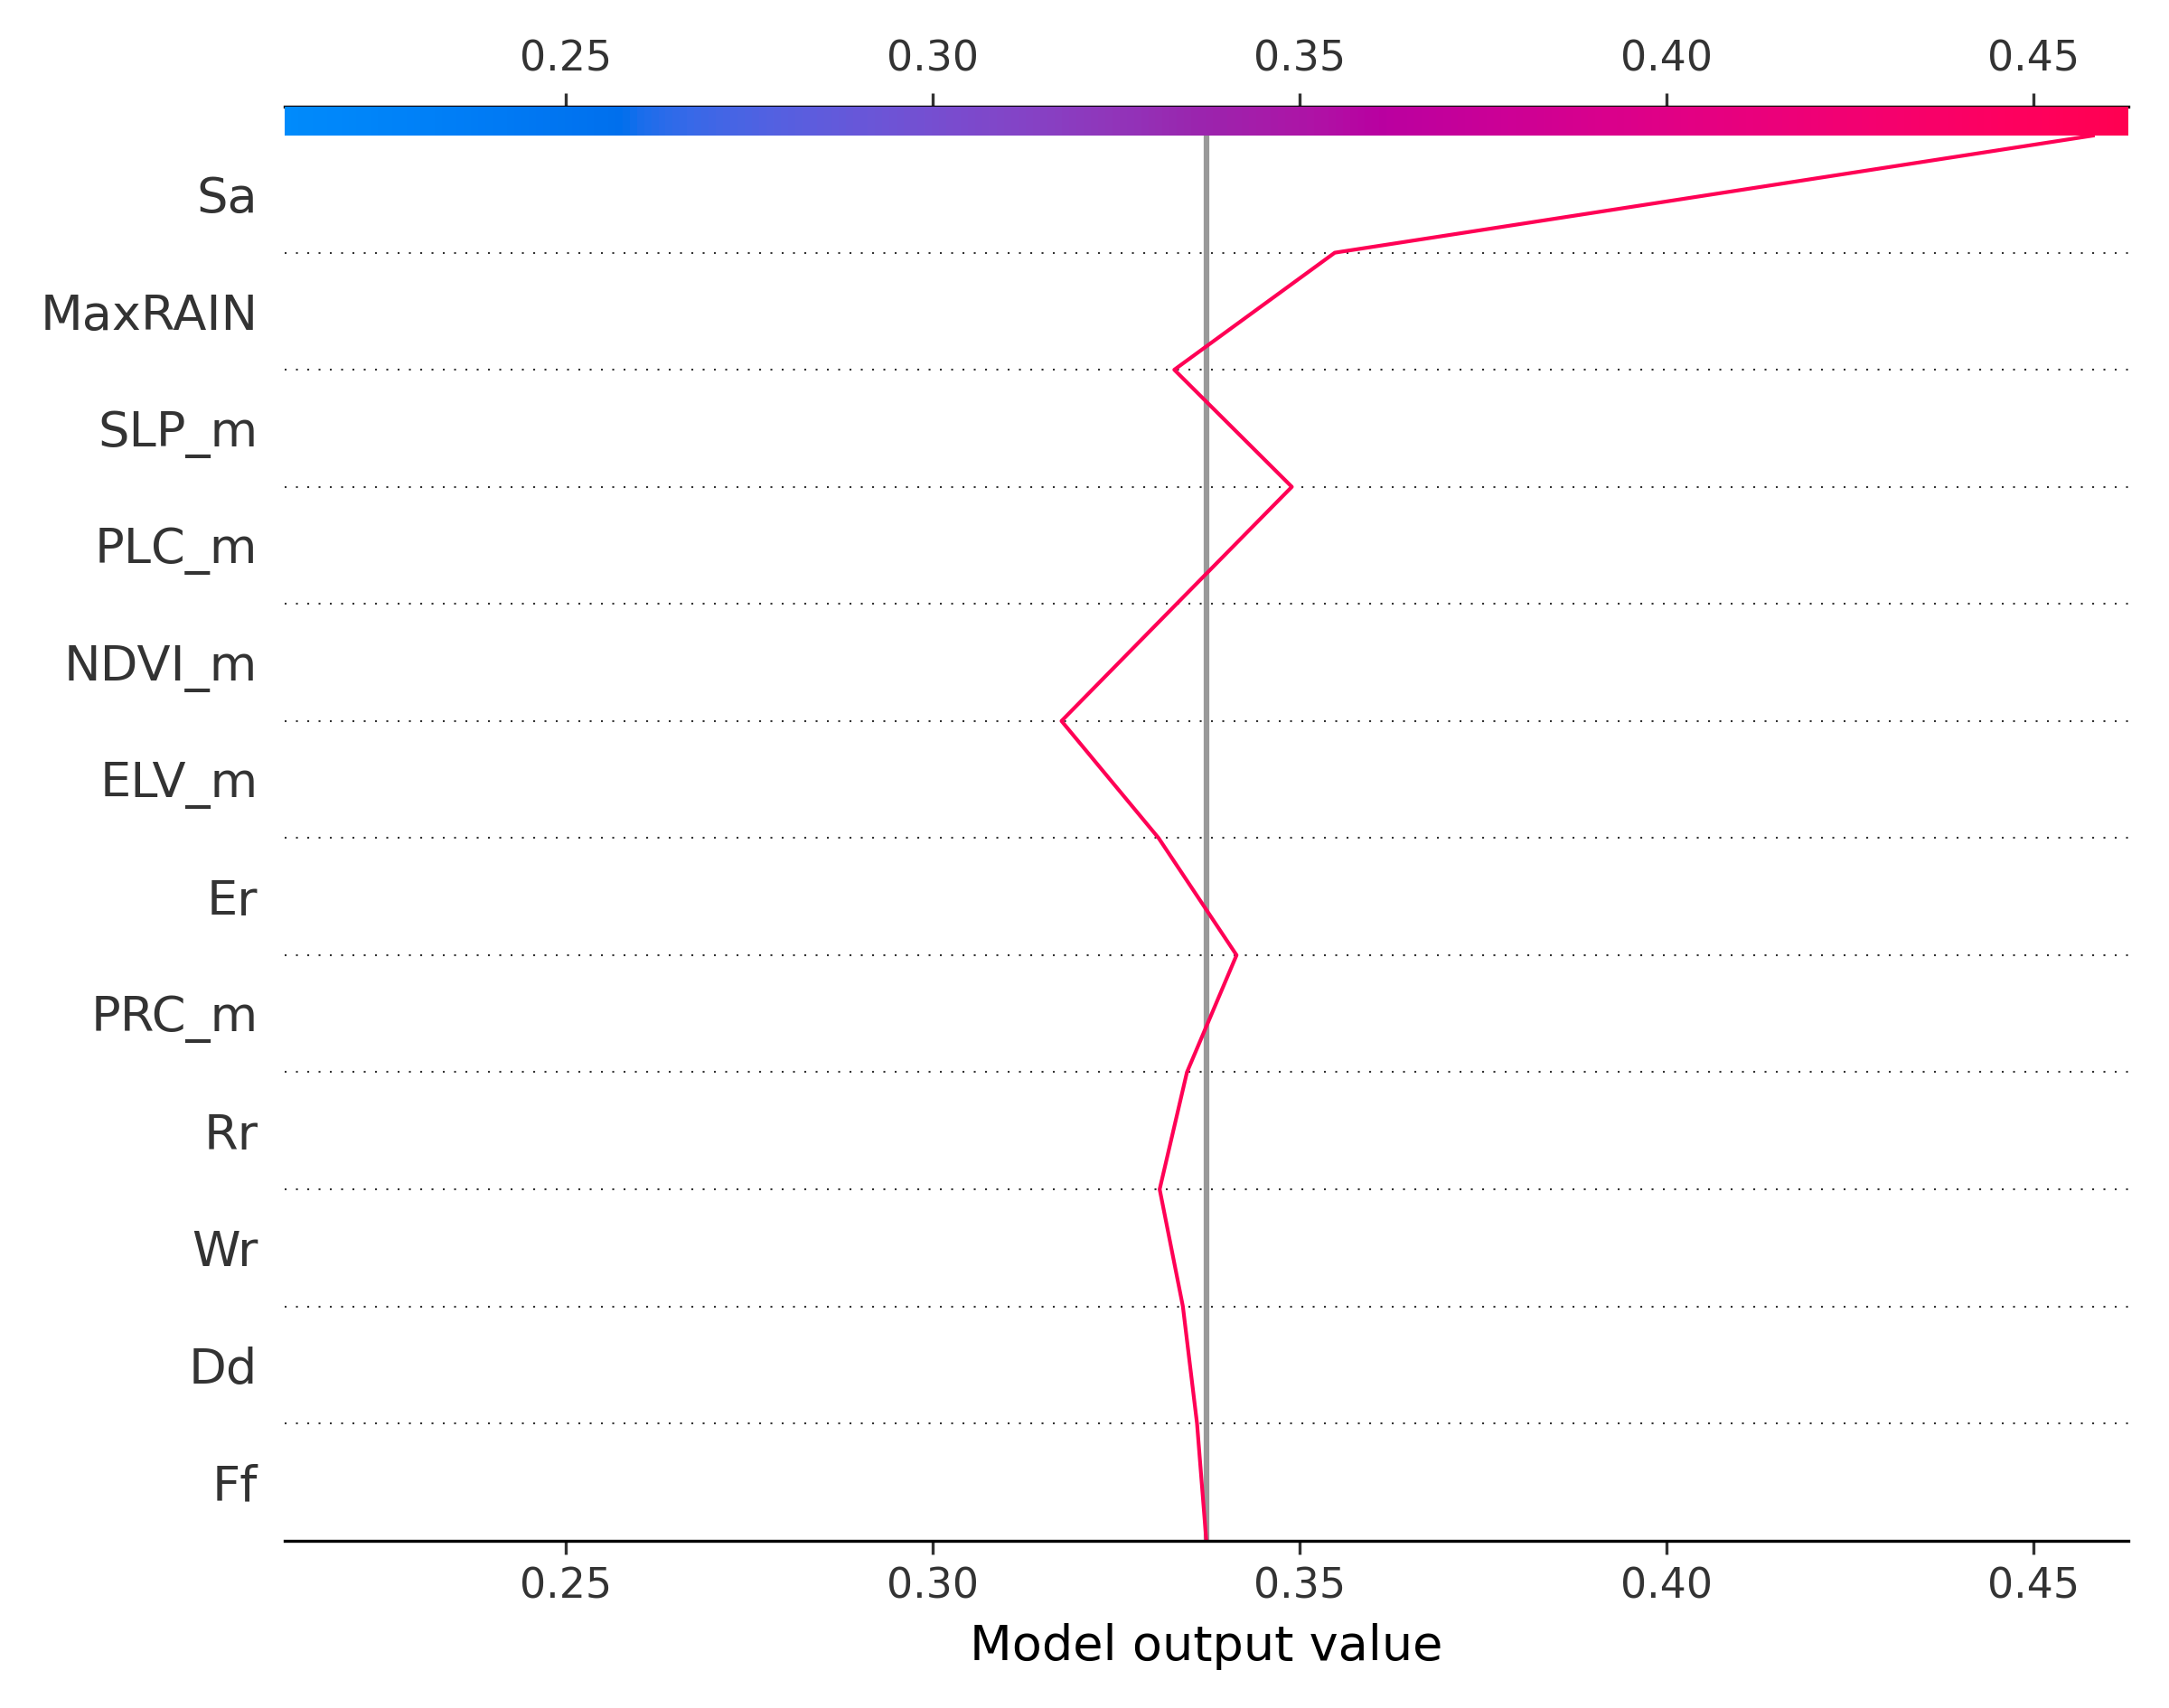 0.25 0.30 0.35 0.40 0.45
Sa
MaxRAIN
SLP_m
PLC_m
NDVI_m
ELV_m
Er
PRC_m
Rr
Wr
Dd
Ff
0.25 0.30 0.35 0.40 0.45
Model output value